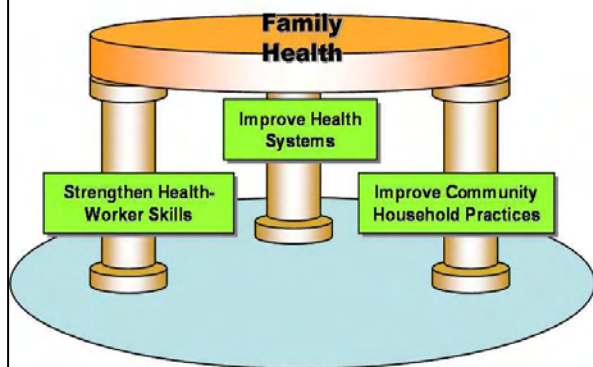 Family
Health
Improve Health
Systems
Strengthen Health-
Worker Skills
Improve Community
Household Practices